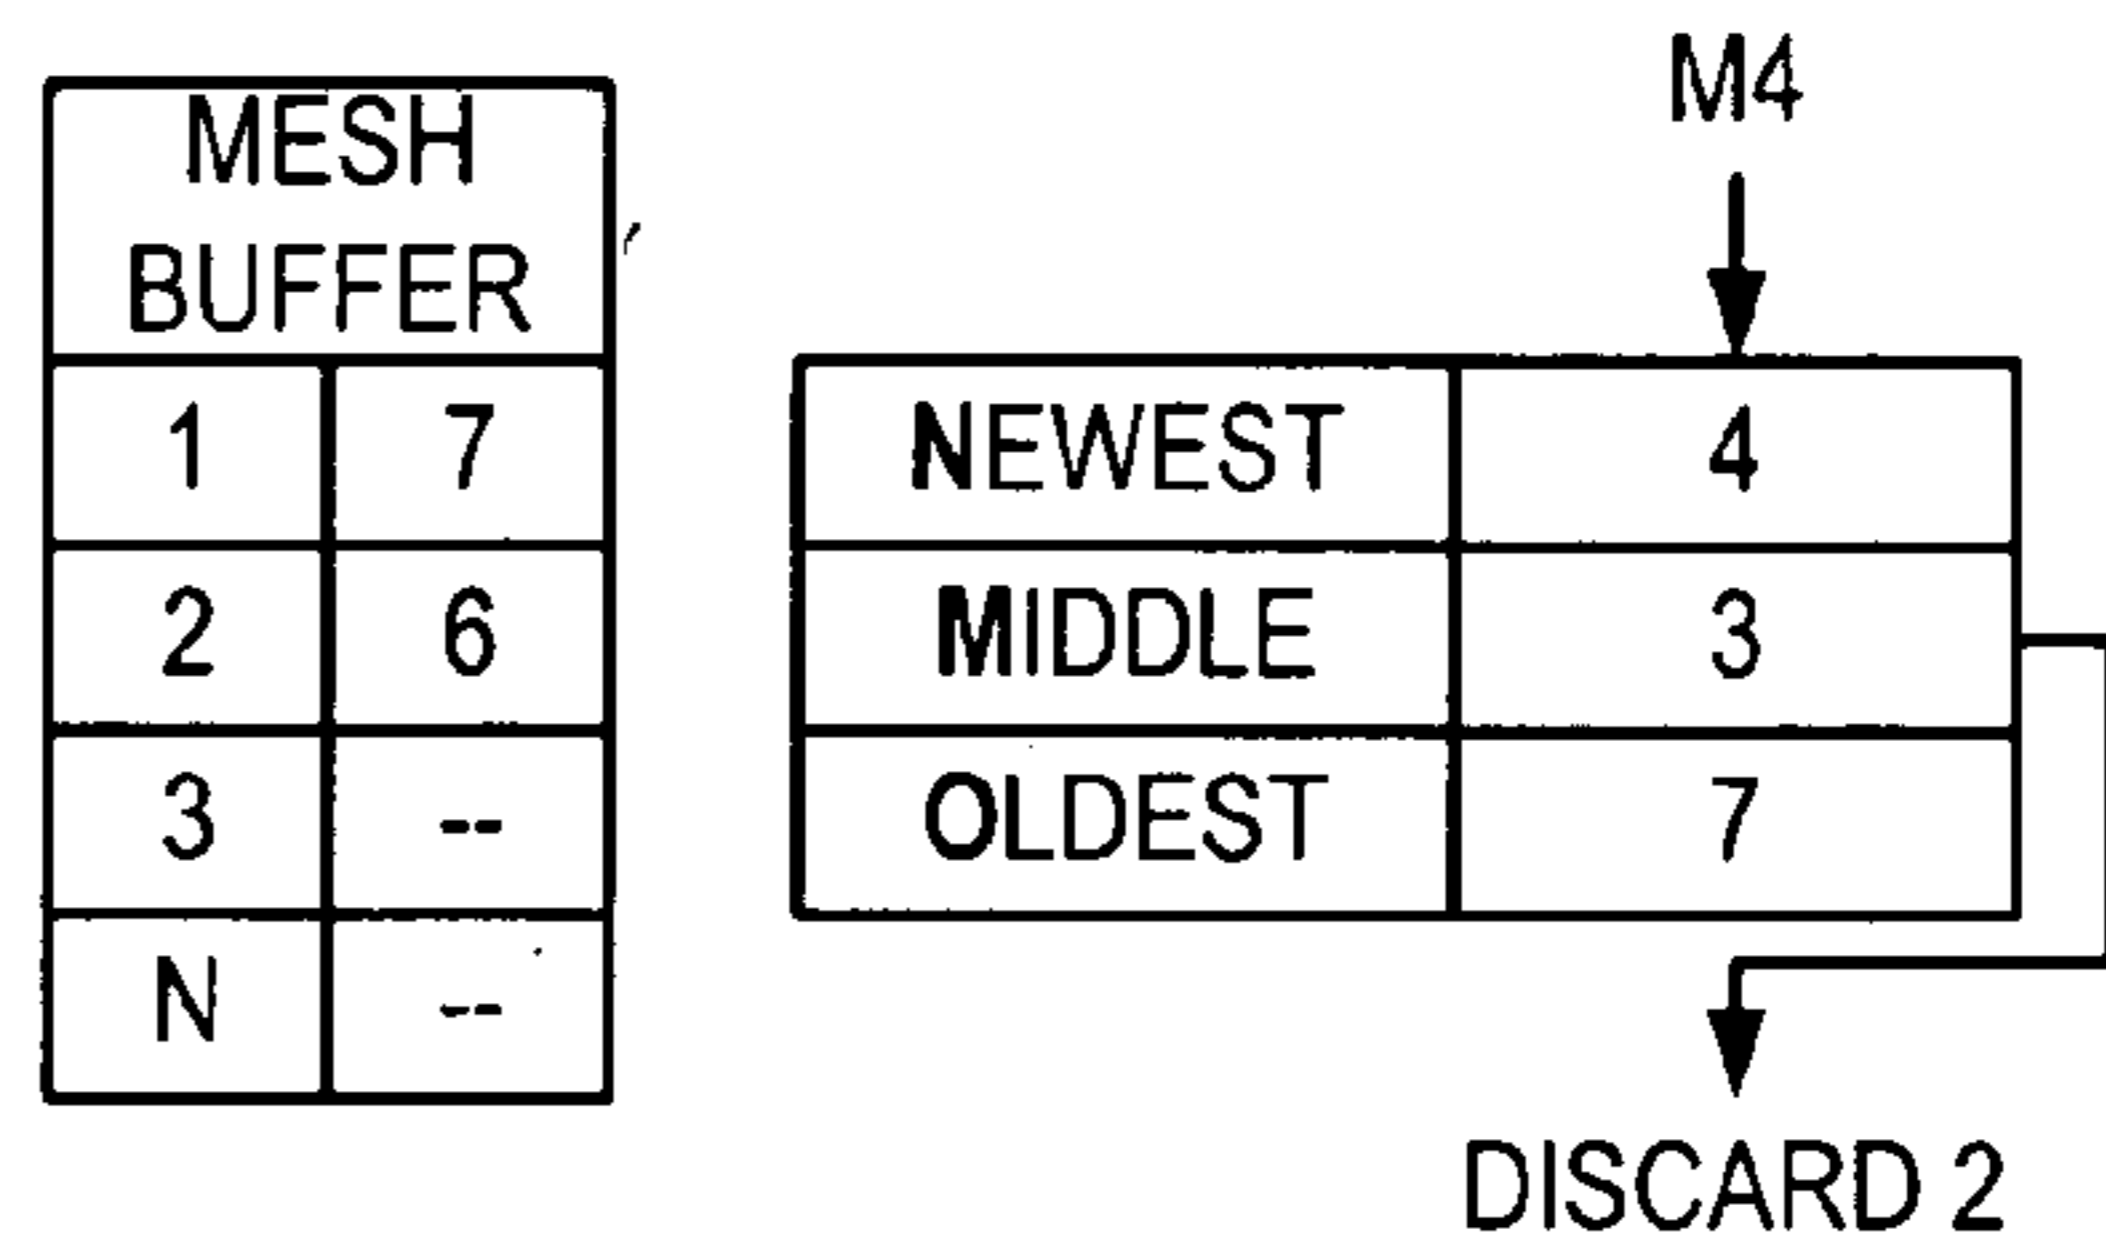 MESH
BUFFER
1 7
2 6
3 --
N --
M4
NEWEST 4
MIDDLE 3
OLDEST 7
DISCARD 2